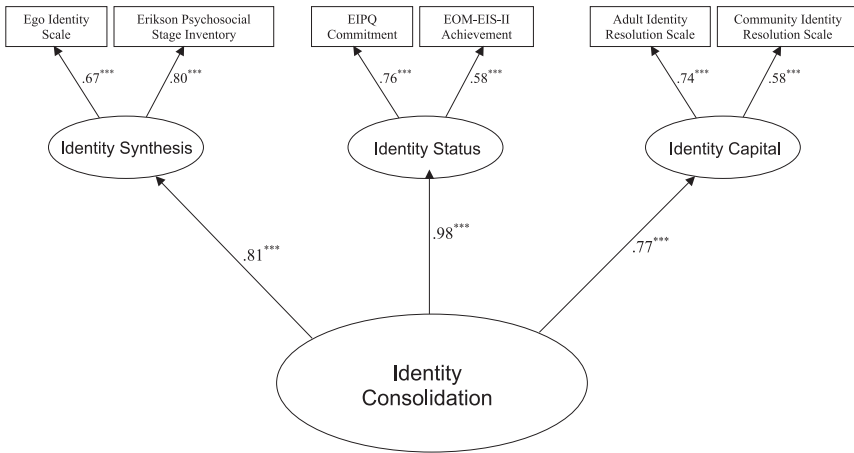 Ego Identity
Scale
Erikson Psychosocial
Stage Inventory
EIPQ
Commitment
EOM-EIS-II
Achievement
Adult Identity
Resolution Scale
Community Identity
Resolution Scale
.67***
.80***
.76***
.58***
.74***
.58***
Identity Synthesis
Identity Status
Identity Capital
.81***
.98***
.77***
Identity
Consolidation